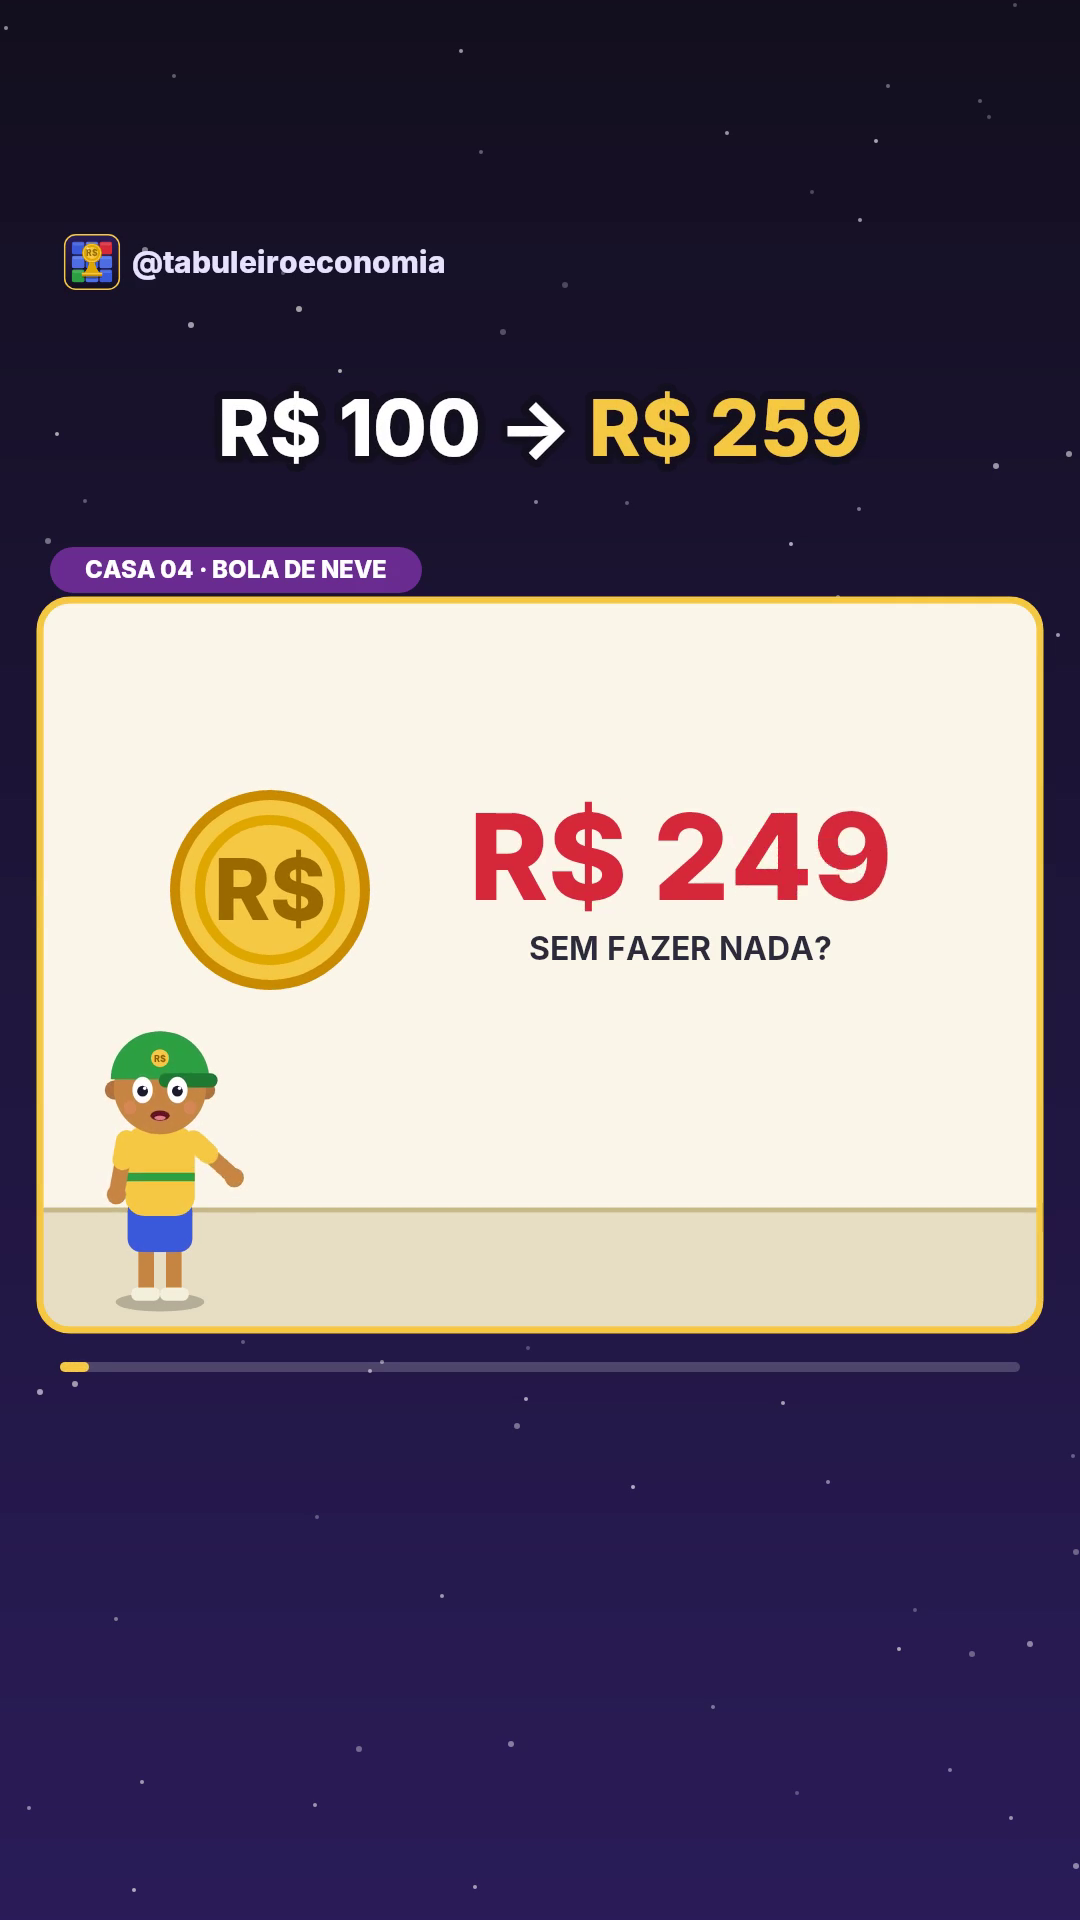 @tabuleiroeconomia
R$ 100 → R$ 259
CASA 04 · BOLA DE NEVE
R$
R$ 249
SEM FAZER NADA?
R$